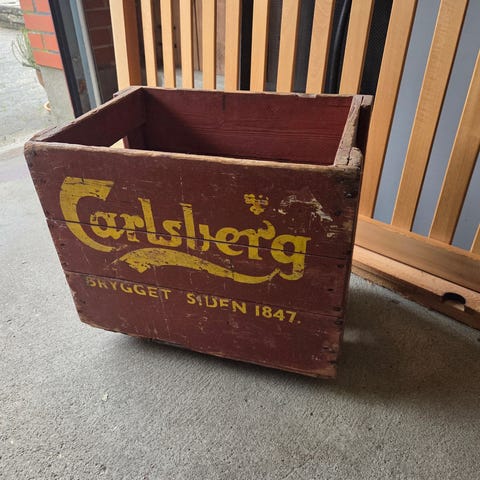 Carlsberg
BRYGGET SIDEN 1847.